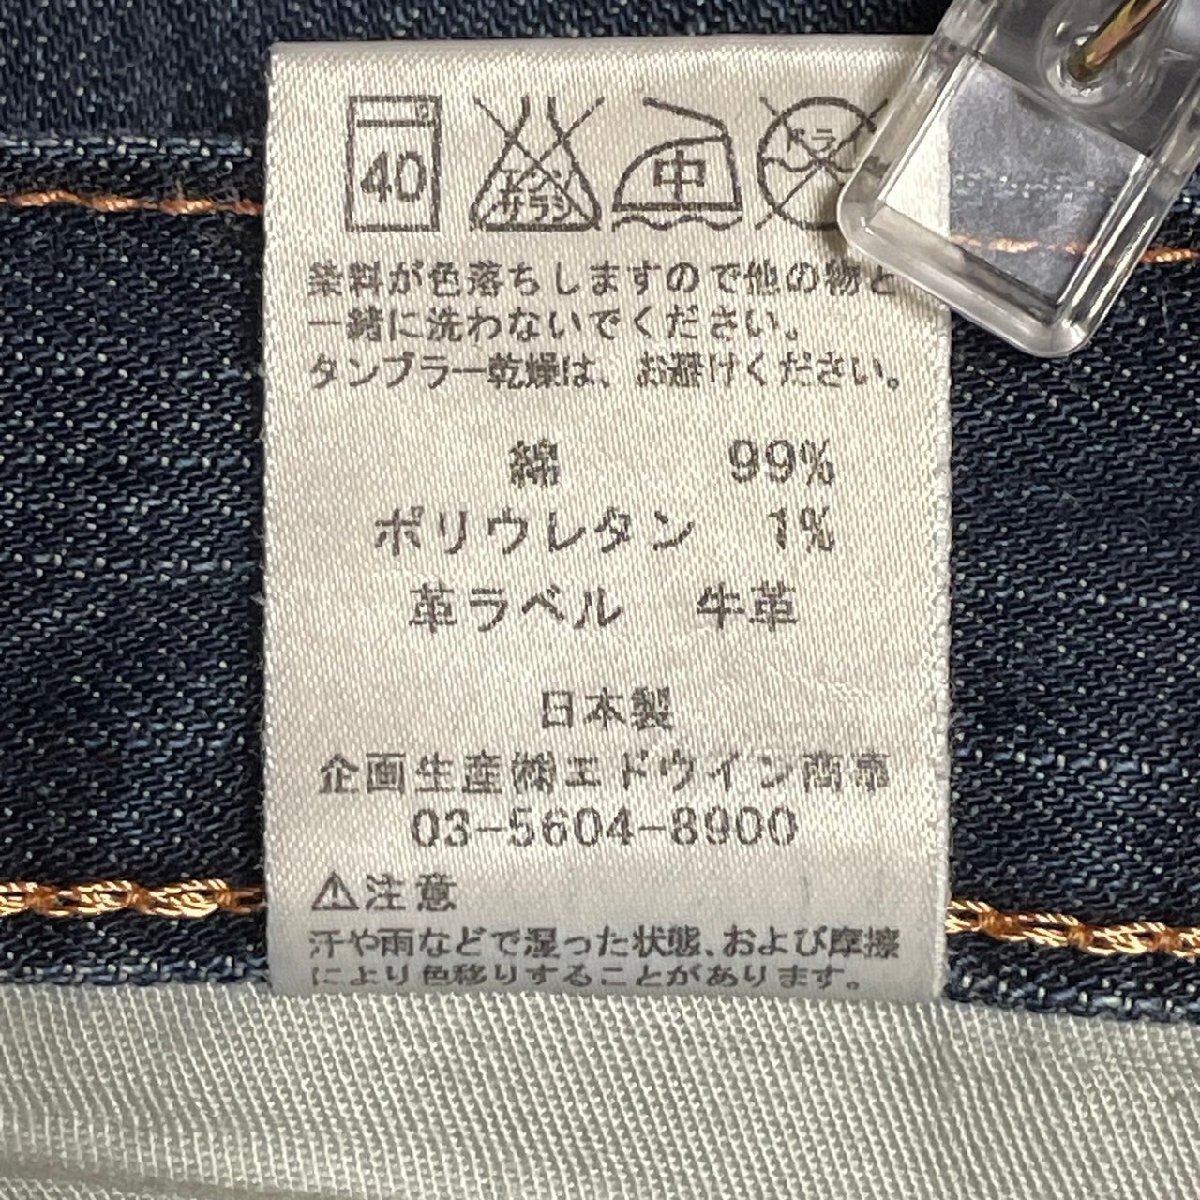 40 エンソ サラシ 中 ドライ
染料が色落ちしますので他の物と
一緒に洗わないでください。
タンブラー乾燥は、お避けください。
綿 99%
ポリウレタン 1%
革ラベル 牛革
日本製
企画生産㈱エドウイン商事
03-5604-8900
⚠注意
汗や雨などで湿った状態、および摩擦
により色移りすることがあります。